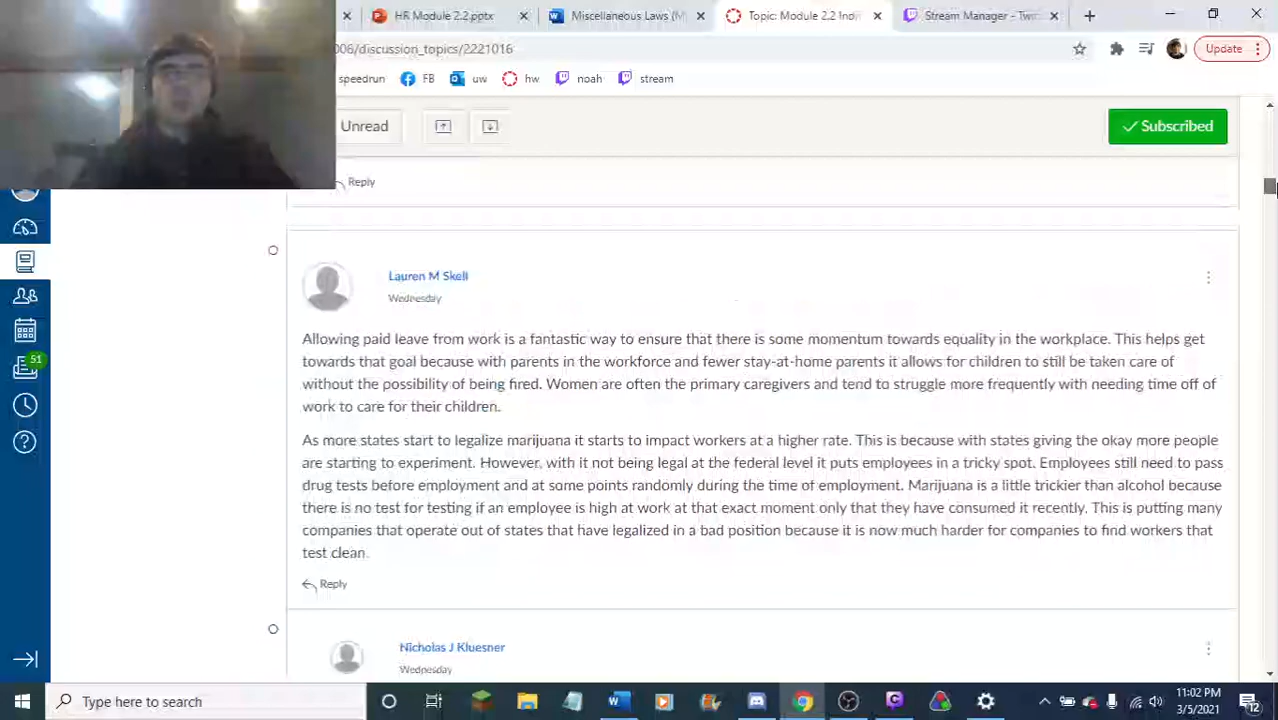 HR Module 2.2.pptx
Miscellaneous Laws (M
Topic: Module 2.2 Indi
Stream Manager - Twit
006/discussion_topics/2221016
Update
speedrun
FB
uw
hw
noah
stream
Unread
Subscribed
Reply
Lauren M Skell
Wednesday
Allowing paid leave from work is a fantastic way to ensure that there is some momentum towards equality in the workplace. This helps get
towards that goal because with parents in the workforce and fewer stay-at-home parents it allows for children to still be taken care of
without the possibility of being fired. Women are often the primary caregivers and tend to struggle more frequently with needing time off of
work to care for their children.
As more states start to legalize marijuana it starts to impact workers at a higher rate. This is because with states giving the okay more people
are starting to experiment. However, with it not being legal at the federal level it puts employees in a tricky spot. Employees still need to pass
drug tests before employment and at some points randomly during the time of employment. Marijuana is a little trickier than alcohol because
there is no test for testing if an employee is high at work at that exact moment only that they have consumed it recently. This is putting many
companies that operate out of states that have legalized in a bad position because it is now much harder for companies to find workers that
test clean.
Reply
Nicholas J Kluesner
Wednesday
51
Type here to search
11:02 PM
3/5/2021
12